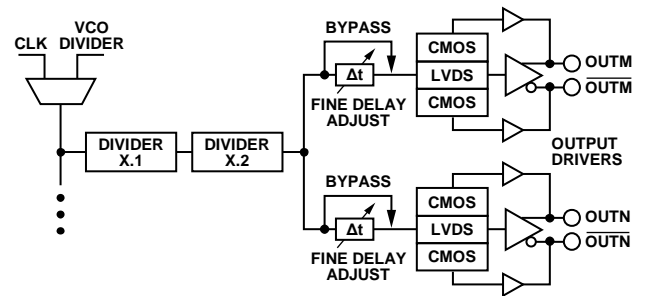 CLK
VCO
DIVIDER
DIVIDER
X.1
DIVIDER
X.2
BYPASS
Δt
FINE DELAY
ADJUST
CMOS
LVDS
CMOS
OUTM
OUTM
OUTPUT
DRIVERS
BYPASS
Δt
FINE DELAY
ADJUST
CMOS
LVDS
CMOS
OUTN
OUTN